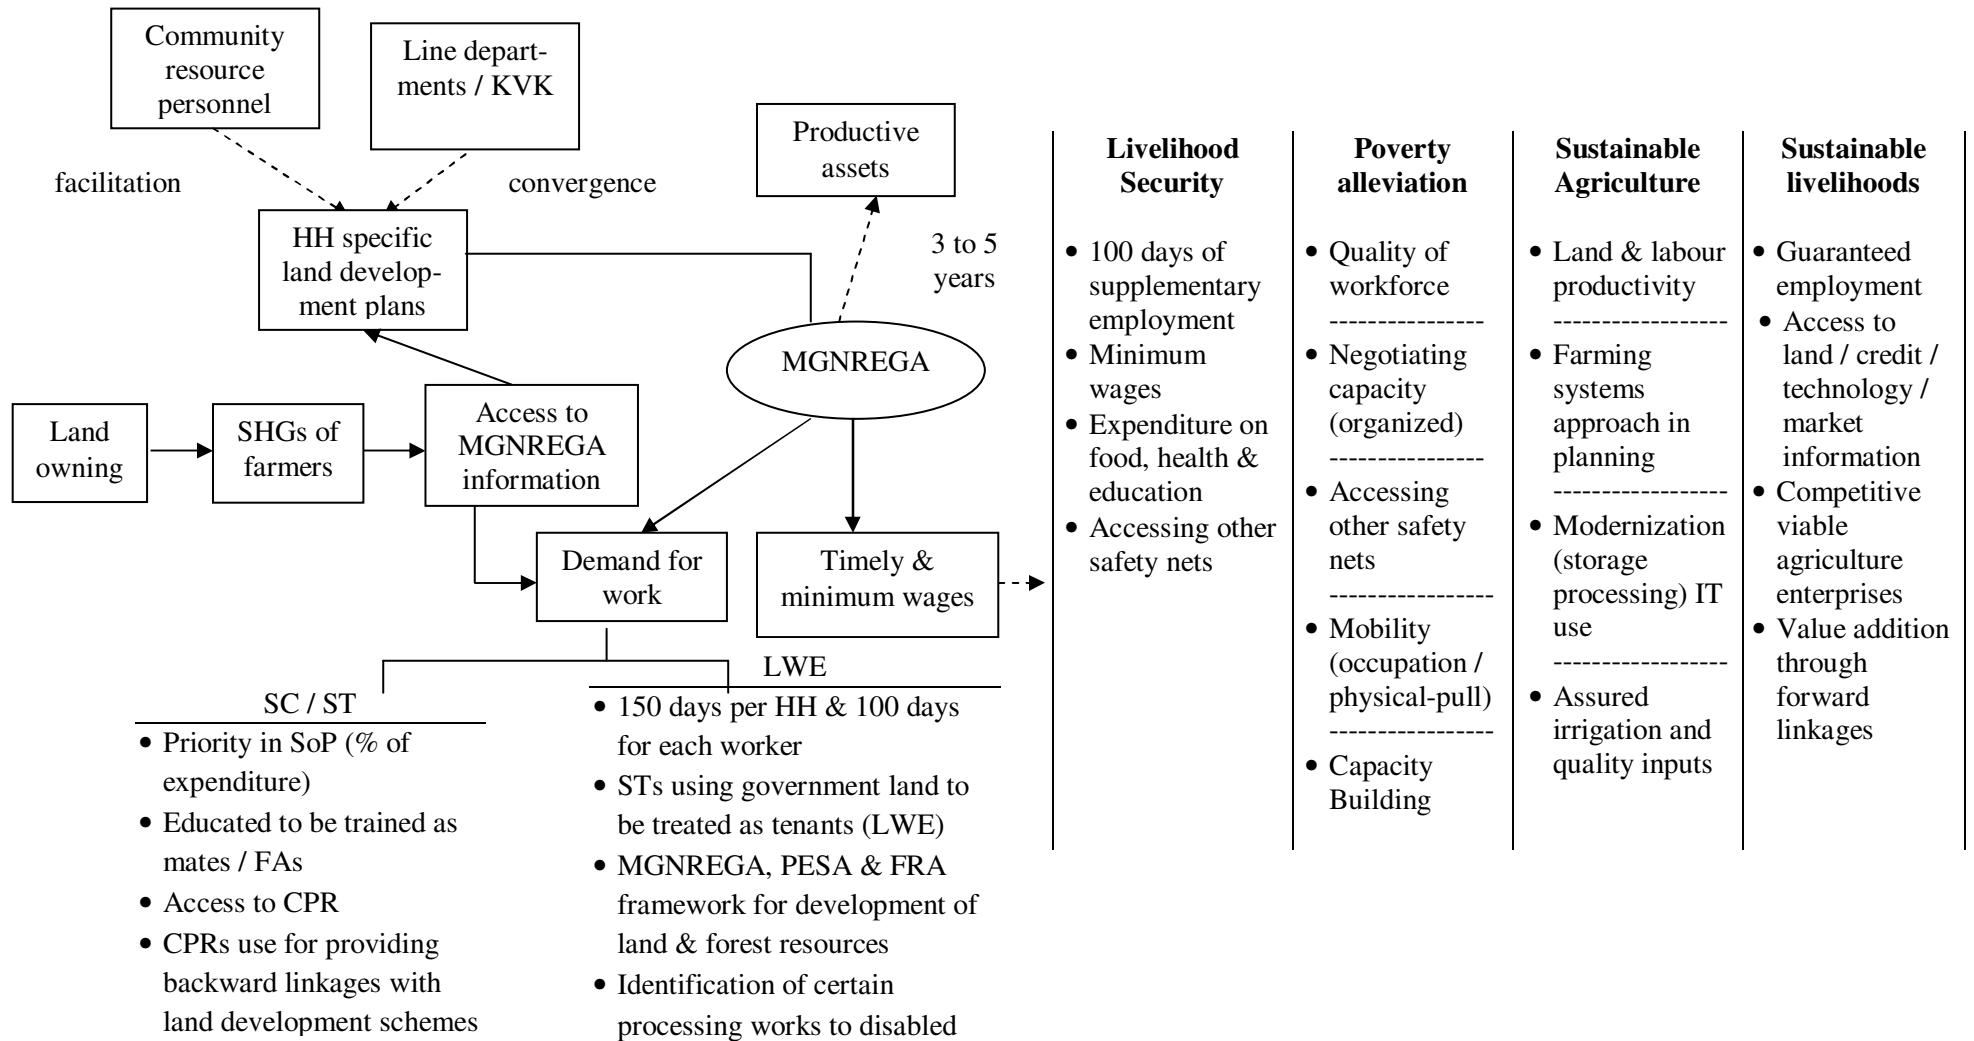 Community
resource
personnel
Line depart-
ments / KVK
facilitation
convergence
Productive
assets
3 to 5
years
HH specific
land develop-
ment plans
MGNREGA
Land
owning
SHGs of
farmers
Access to
MGNREGA
information
Demand for
work
Timely &
minimum wages
SC / ST
• Priority in SoP (% of
expenditure)
• Educated to be trained as
mates / FAs
• Access to CPR
• CPRs use for providing
backward linkages with
land development schemes
LWE
• 150 days per HH & 100 days
for each worker
• STs using government land to
be treated as tenants (LWE)
• MGNREGA, PESA & FRA
framework for development of
land & forest resources
• Identification of certain
processing works to disabled
Livelihood
Security
• 100 days of
supplementary
employment
• Minimum
wages
• Expenditure on
food, health &
education
• Accessing other
safety nets
Poverty
alleviation
• Quality of
workforce
----------------
• Negotiating
capacity
(organized)
----------------
• Accessing
other safety
nets
-----------------
• Mobility
(occupation /
physical-pull)
-----------------
• Capacity
Building
Sustainable
Agriculture
• Land & labour
productivity
------------------
• Farming
systems
approach in
planning
------------------
• Modernization
(storage
processing) IT
use
------------------
• Assured
irrigation and
quality inputs
Sustainable
livelihoods
• Guaranteed
employment
• Access to
land / credit /
technology /
market
information
• Competitive
viable
agriculture
enterprises
• Value addition
through
forward
linkages